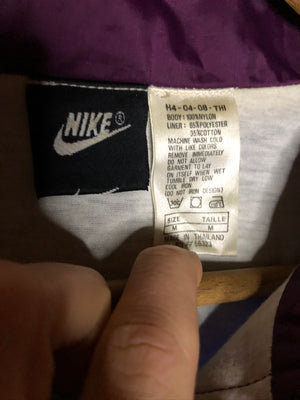 NIKE®
H4-04-08-THI
BODY: 100%NYLON
LINER: 65%POLYESTER
35%COTTON
MACHINE WASH COLD
WITH LIKE COLORS
REMOVE IMMEDIATELY
DO NOT ALLOW
GARMENT TO LAY
ON ITSELF WHEN WET
TUMBLE DRY LOW
COOL IRON
(DO NOT IRON DESIGN)
SIZE TAILLE
M M
MADE IN THAILAND